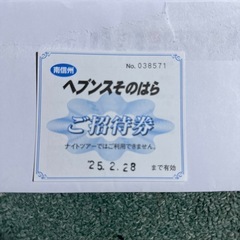 南信州
No. 038571
ヘブンスそのはら
ご招待券
ナイトツアーではご利用できません。
'25.2.28 まで有効